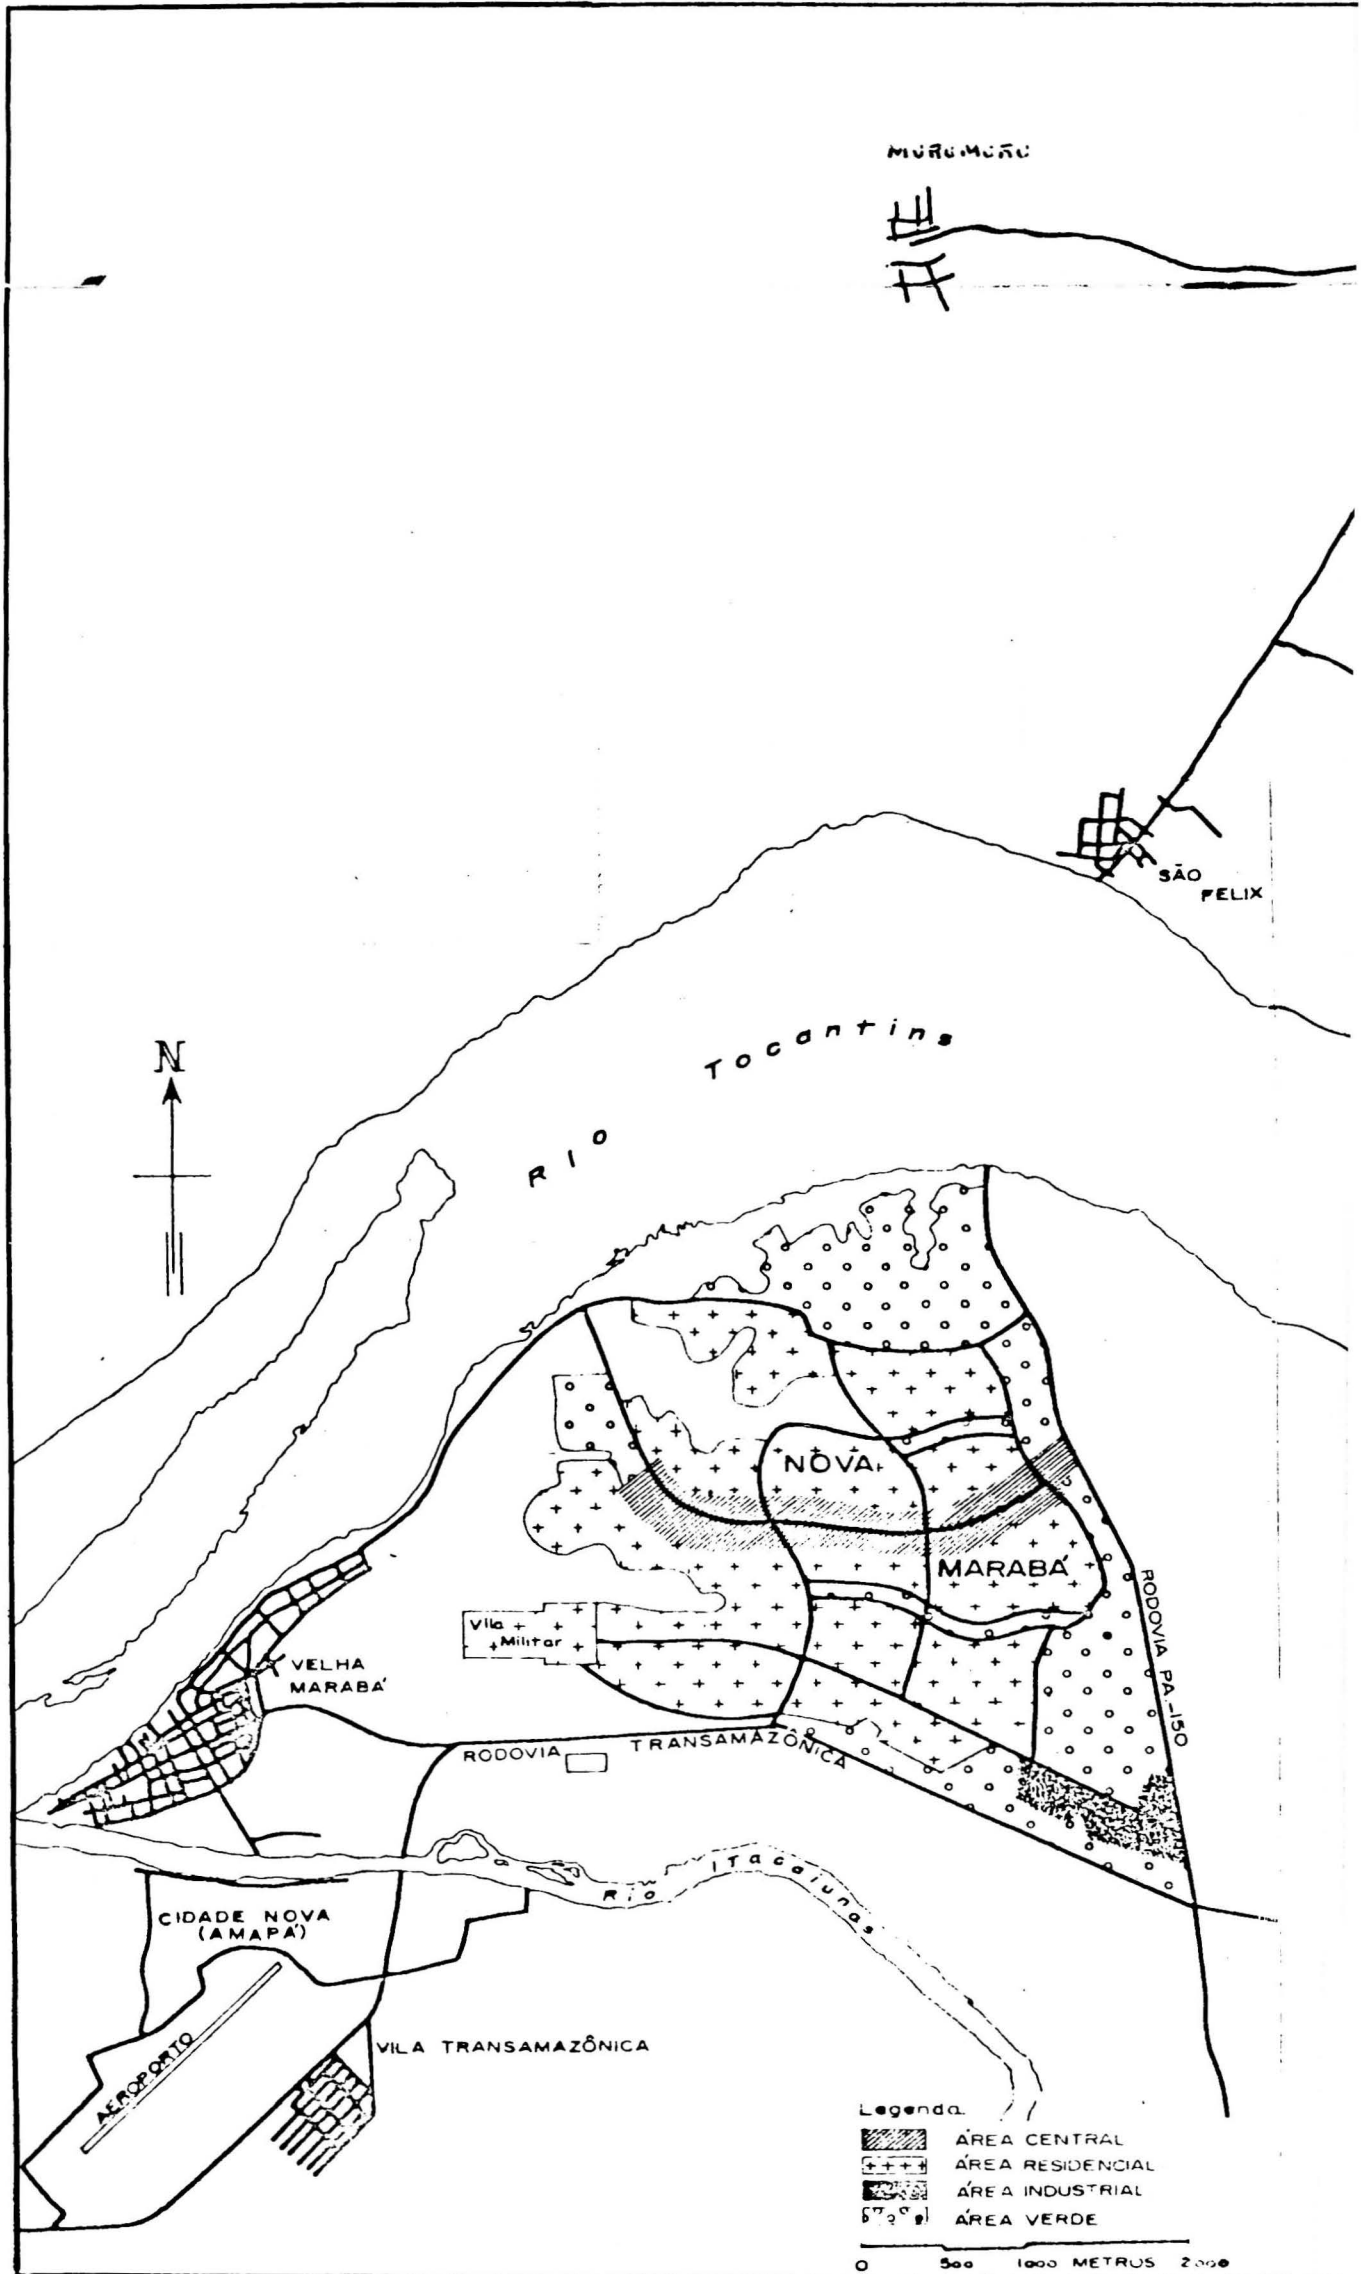 MURUMURU
SÃO
FELIX
N
RIO Tocantins
NOVA
MARABÁ
RODOVIA PA-150
Vila
Militar
VELHA
MARABÁ
RODOVIA TRANSAMAZÔNICA
Rio Itacaiunas
CIDADE NOVA
(AMAPÁ)
AEROPORTO
VILA TRANSAMAZÔNICA
Legenda
ÁREA CENTRAL
ÁREA RESIDENCIAL
ÁREA INDUSTRIAL
ÁREA VERDE
0 500 1000 METROS 2000